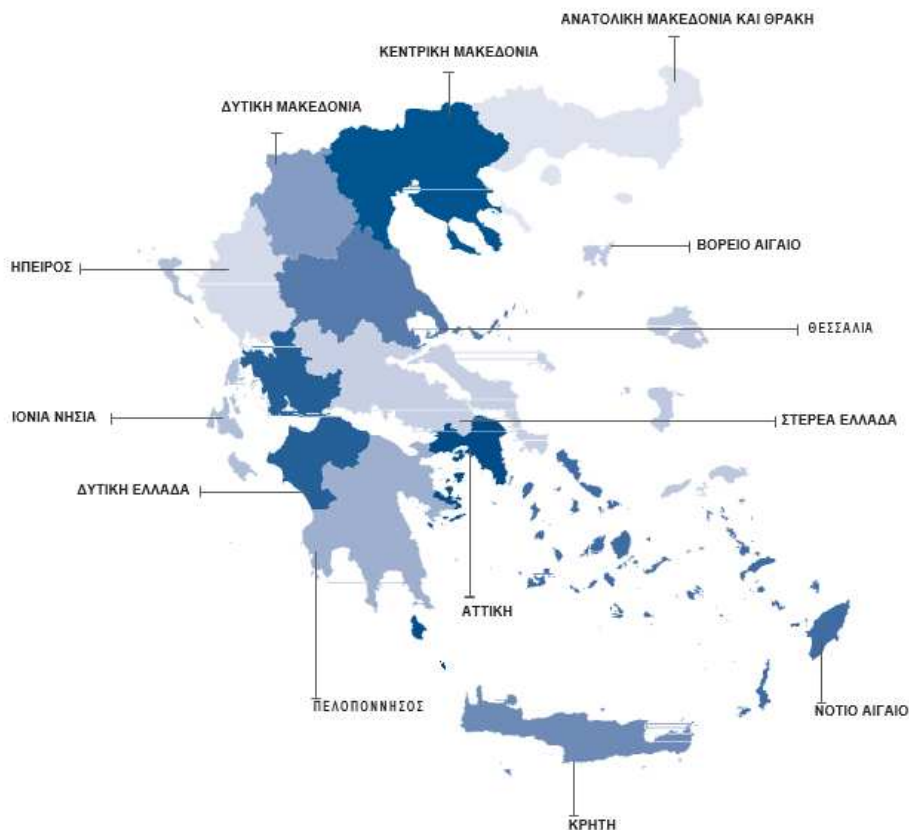 ΑΝΑΤΟΛΙΚΗ ΜΑΚΕΔΟΝΙΑ ΚΑΙ ΘΡΑΚΗ
ΚΕΝΤΡΙΚΗ ΜΑΚΕΔΟΝΙΑ
ΔΥΤΙΚΗ ΜΑΚΕΔΟΝΙΑ
ΒΟΡΕΙΟ ΑΙΓΑΙΟ
ΗΠΕΙΡΟΣ
ΘΕΣΣΑΛΙΑ
ΙΟΝΙΑ ΝΗΣΙΑ
ΣΤΕΡΕΑ ΕΛΛΑΔΑ
ΔΥΤΙΚΗ ΕΛΛΑΔΑ
ΑΤΤΙΚΗ
ΠΕΛΟΠΟΝΝΗΣΟΣ
ΝΟΤΙΟ ΑΙΓΑΙΟ
ΚΡΗΤΗ